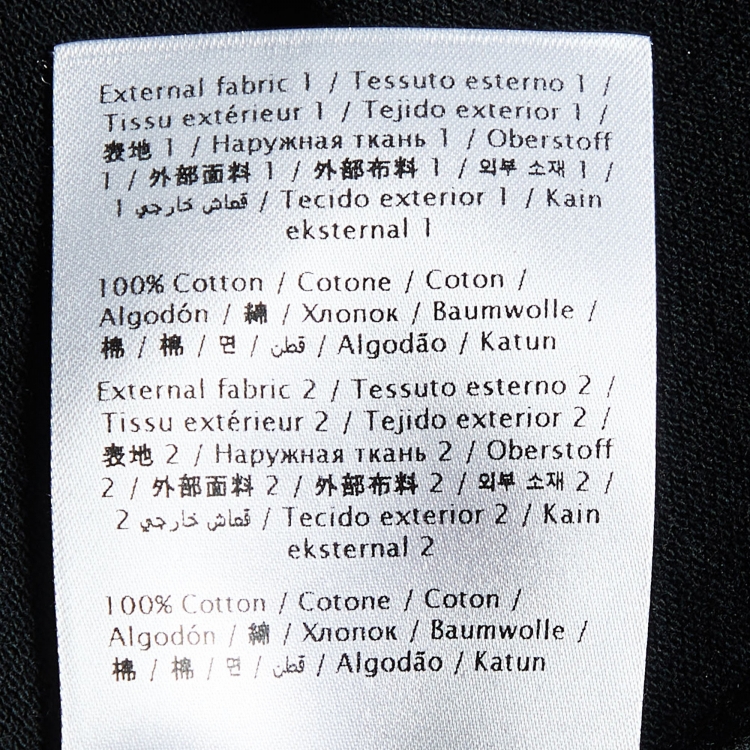 External fabric 1 / Tessuto esterno 1 /
Tissu extérieur 1 / Tejido exterior 1 /
表地 1 / Наружная ткань 1 / Oberstoff
1 / 外部面料 1 / 外部布料 1 / 외부 소재 1 /
قماش خارجي 1 / Tecido exterior 1 / Kain
eksternal 1
100% Cotton / Cotone / Coton /
Algodón / 綿 / Хлопок / Baumwolle /
棉 / 棉 / 면 / قطن / Algodão / Katun
External fabric 2 / Tessuto esterno 2 /
Tissu extérieur 2 / Tejido exterior 2 /
表地 2 / Наружная ткань 2 / Oberstoff
2 / 外部面料 2 / 外部布料 2 / 외부 소재 2 /
قماش خارجي 2 / Tecido exterior 2 / Kain
eksternal 2
100% Cotton / Cotone / Coton /
Algodón / 綿 / Хлопок / Baumwolle /
棉 / 棉 / 면 / قطن / Algodão / Katun